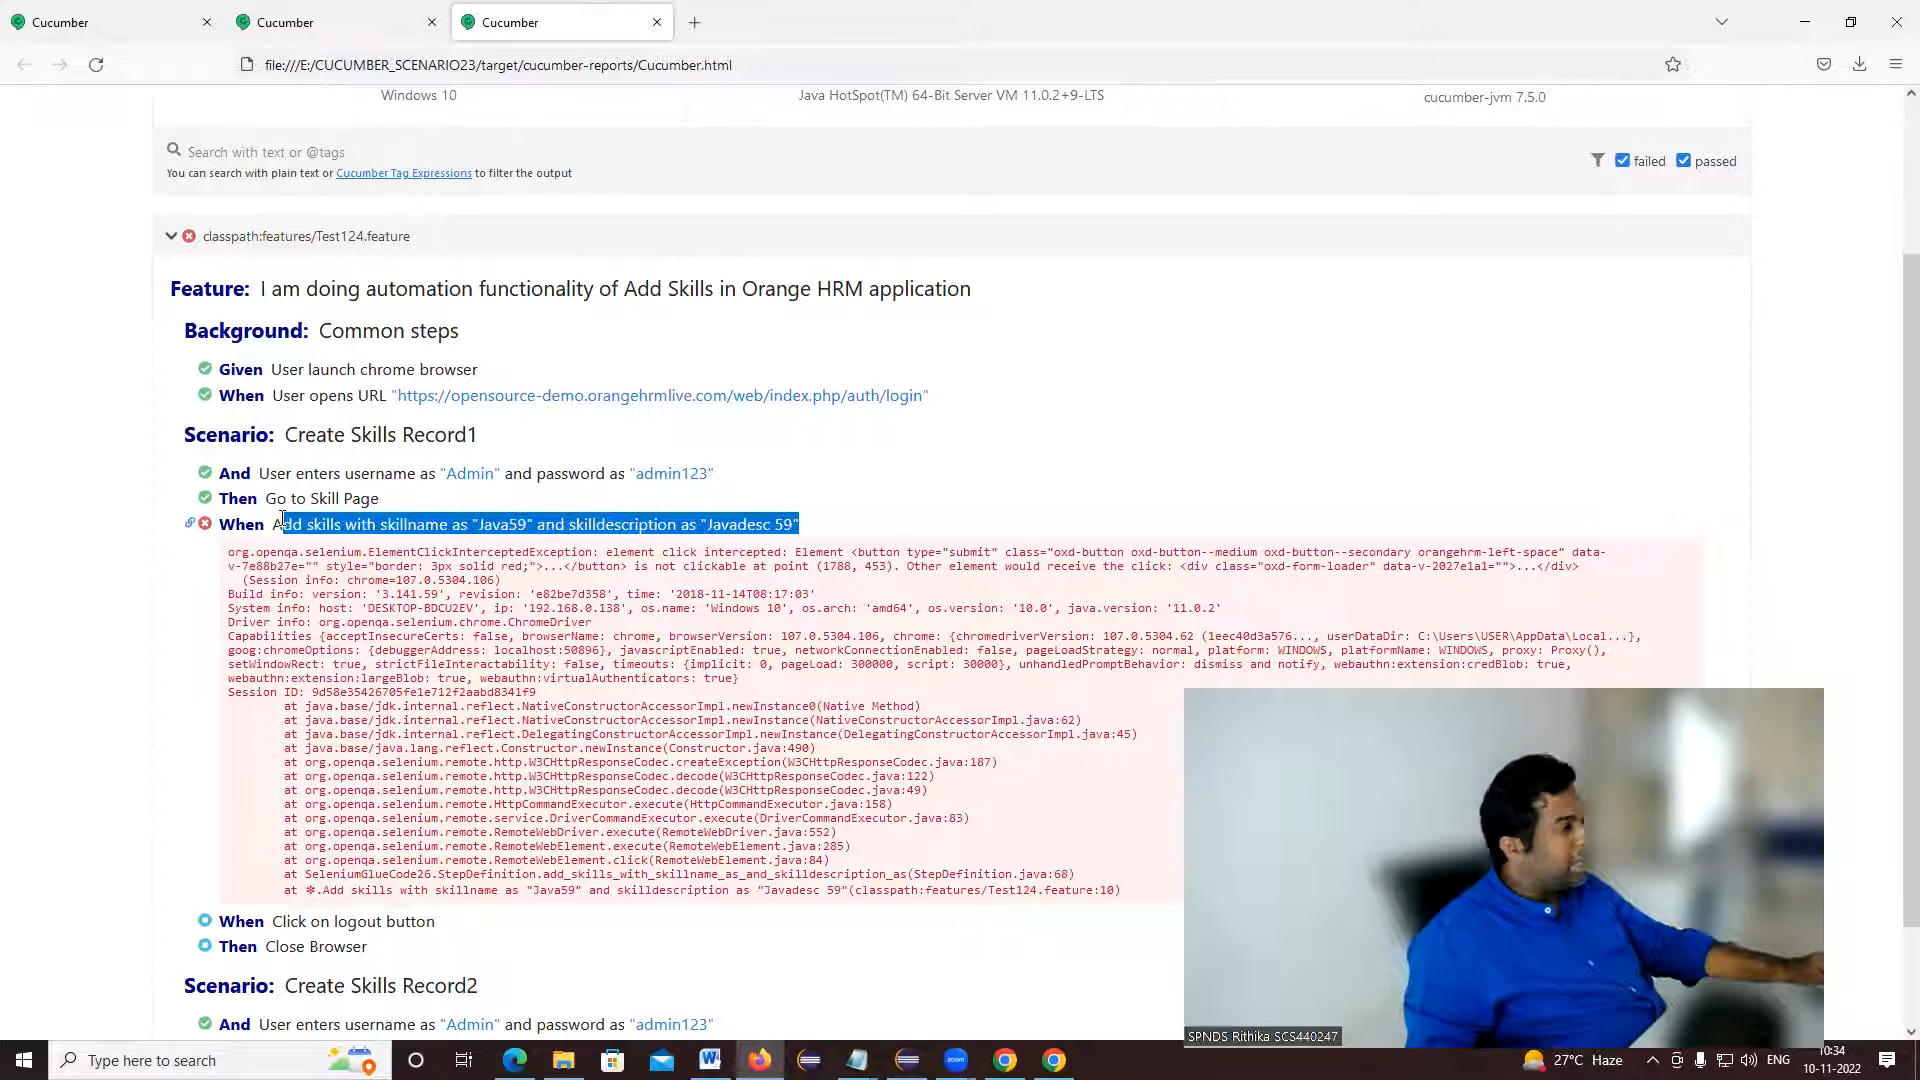 Cucumber
Cucumber
Cucumber
file:///E:/CUCUMBER_SCENARIO23/target/cucumber-reports/Cucumber.html
Windows 10
Java HotSpot(TM) 64-Bit Server VM 11.0.2+9-LTS
cucumber-jvm 7.5.0
Search with text or @tags
failed
passed
You can search with plain text or Cucumber Tag Expressions to filter the output
classpath:features/Test124.feature
Feature: I am doing automation functionality of Add Skills in Orange HRM application
Background: Common steps
Given User launch chrome browser
When User opens URL "https://opensource-demo.orangehrmlive.com/web/index.php/auth/login"
Scenario: Create Skills Record1
And User enters username as "Admin" and password as "admin123"
Then Go to Skill Page
When Add skills with skillname as "Java59" and skilldescription as "Javadesc 59"
org.openqa.selenium.ElementClickInterceptedException: element click intercepted: Element <button type="submit" class="oxd-button oxd-button--medium oxd-button--secondary orangehrm-left-space" data-
v-7e88b27e="" style="border: 3px solid red;">...</button> is not clickable at point (1788, 453). Other element would receive the click: <div class="oxd-form-loader" data-v-2027e1a1="">...</div>
(Session info: chrome=107.0.5304.106)
Build info: version: '3.141.59', revision: 'e82be7d358', time: '2018-11-14T08:17:03'
System info: host: 'DESKTOP-BDCU2EV', ip: '192.168.0.138', os.name: 'Windows 10', os.arch: 'amd64', os.version: '10.0', java.version: '11.0.2'
Driver info: org.openqa.selenium.chrome.ChromeDriver
Capabilities {acceptInsecureCerts: false, browserName: chrome, browserVersion: 107.0.5304.106, chrome: {chromedriverVersion: 107.0.5304.62 (1eec40d3a576..., userDataDir: C:\Users\USER\AppData\Local...},
goog:chromeOptions: {debuggerAddress: localhost:50896}, javascriptEnabled: true, networkConnectionEnabled: false, pageLoadStrategy: normal, platform: WINDOWS, platformName: WINDOWS, proxy: Proxy(),
setWindowRect: true, strictFileInteractability: false, timeouts: {implicit: 0, pageLoad: 300000, script: 30000}, unhandledPromptBehavior: dismiss and notify, webauthn:extension:credBlob: true,
webauthn:extension:largeBlob: true, webauthn:virtualAuthenticators: true}
Session ID: 9d58e35426705fe1e712f2aabd8341f9
at java.base/jdk.internal.reflect.NativeConstructorAccessorImpl.newInstance0(Native Method)
at java.base/jdk.internal.reflect.NativeConstructorAccessorImpl.newInstance(NativeConstructorAccessorImpl.java:62)
at java.base/jdk.internal.reflect.DelegatingConstructorAccessorImpl.newInstance(DelegatingConstructorAccessorImpl.java:45)
at java.base/java.lang.reflect.Constructor.newInstance(Constructor.java:490)
at org.openqa.selenium.remote.http.W3CHttpResponseCodec.createException(W3CHttpResponseCodec.java:187)
at org.openqa.selenium.remote.http.W3CHttpResponseCodec.decode(W3CHttpResponseCodec.java:122)
at org.openqa.selenium.remote.http.W3CHttpResponseCodec.decode(W3CHttpResponseCodec.java:49)
at org.openqa.selenium.remote.HttpCommandExecutor.execute(HttpCommandExecutor.java:158)
at org.openqa.selenium.remote.service.DriverCommandExecutor.execute(DriverCommandExecutor.java:83)
at org.openqa.selenium.remote.RemoteWebDriver.execute(RemoteWebDriver.java:552)
at org.openqa.selenium.remote.RemoteWebElement.execute(RemoteWebElement.java:285)
at org.openqa.selenium.remote.RemoteWebElement.click(RemoteWebElement.java:84)
at SeleniumGlueCode26.StepDefinition.add_skills_with_skillname_as_and_skilldescription_as(StepDefinition.java:68)
at ✽.Add skills with skillname as "Java59" and skilldescription as "Javadesc 59"(classpath:features/Test124.feature:10)
When Click on logout button
Then Close Browser
Scenario: Create Skills Record2
And User enters username as "Admin" and password as "admin123"
SPNDS Rithika SCS440247
Type here to search
27°C Haze
ENG
10:34
10-11-2022